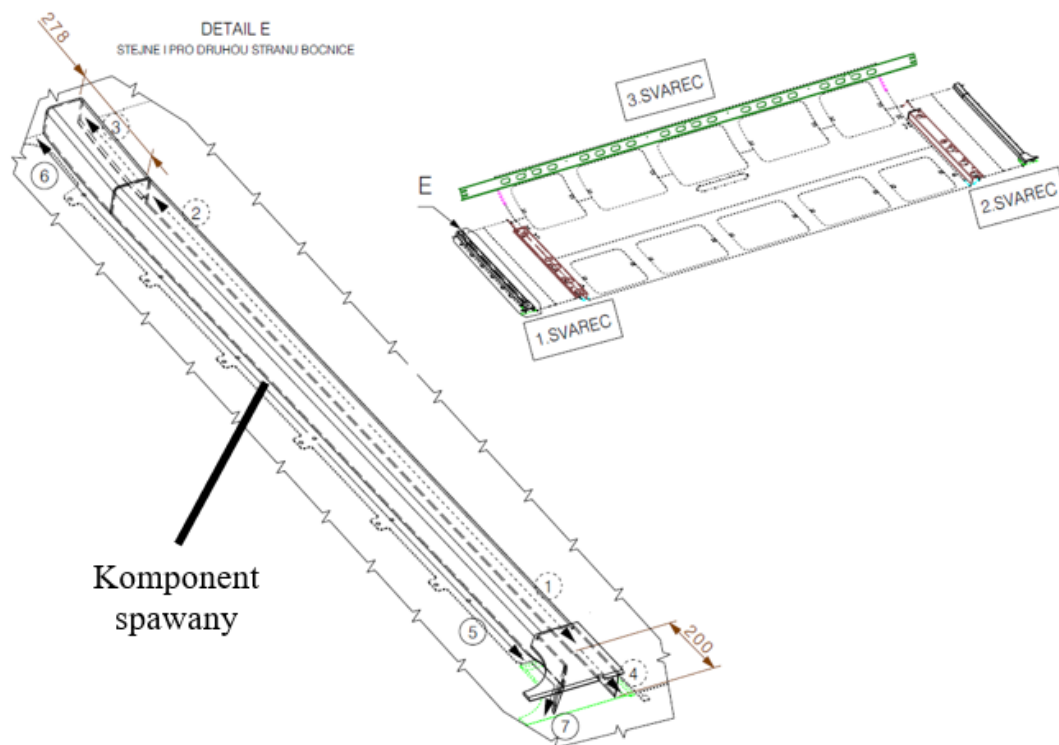 278
DETAIL E
STEJNE I PRO DRUHOU STRANU BOCNICE
3
6
2
3.SVAREC
E
2.SVAREC
1.SVAREC
Komponent
spawany
1
5
200
4
7